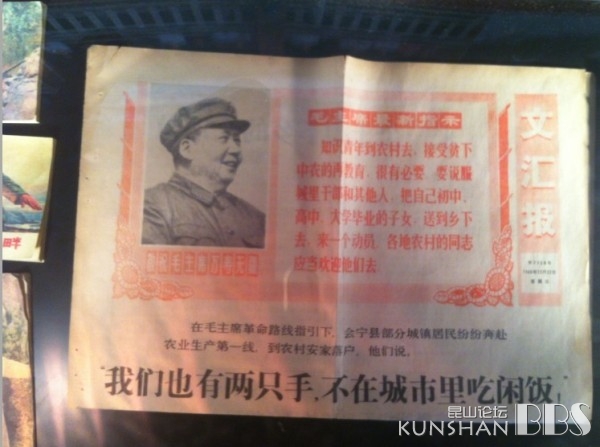 毛主席最新指示
知识青年到农村去，接受贫下
中农的再教育，很有必要。要说服
城里干部和其他人，把自己初中、
高中、大学毕业的子女，送到乡下
去，来一个动员。各地农村的同志
应当欢迎他们去。
文汇报
在毛主席革命路线指引下，会宁县部分城镇居民纷纷奔赴
农业生产第一线，到农村安家落户。他们说：
“我们也有两只手，不在城市里吃闲饭！”
昆山论坛
KUNSHAN BBS